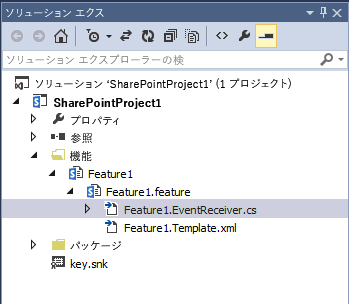 ソリューション エクス
ソリューション エクスプローラーの検
ソリューション 'SharePointProject1' (1 プロジェクト)
SharePointProject1
プロパティ
参照
機能
Feature1
Feature1.feature
Feature1.EventReceiver.cs
Feature1.Template.xml
パッケージ
key.snk